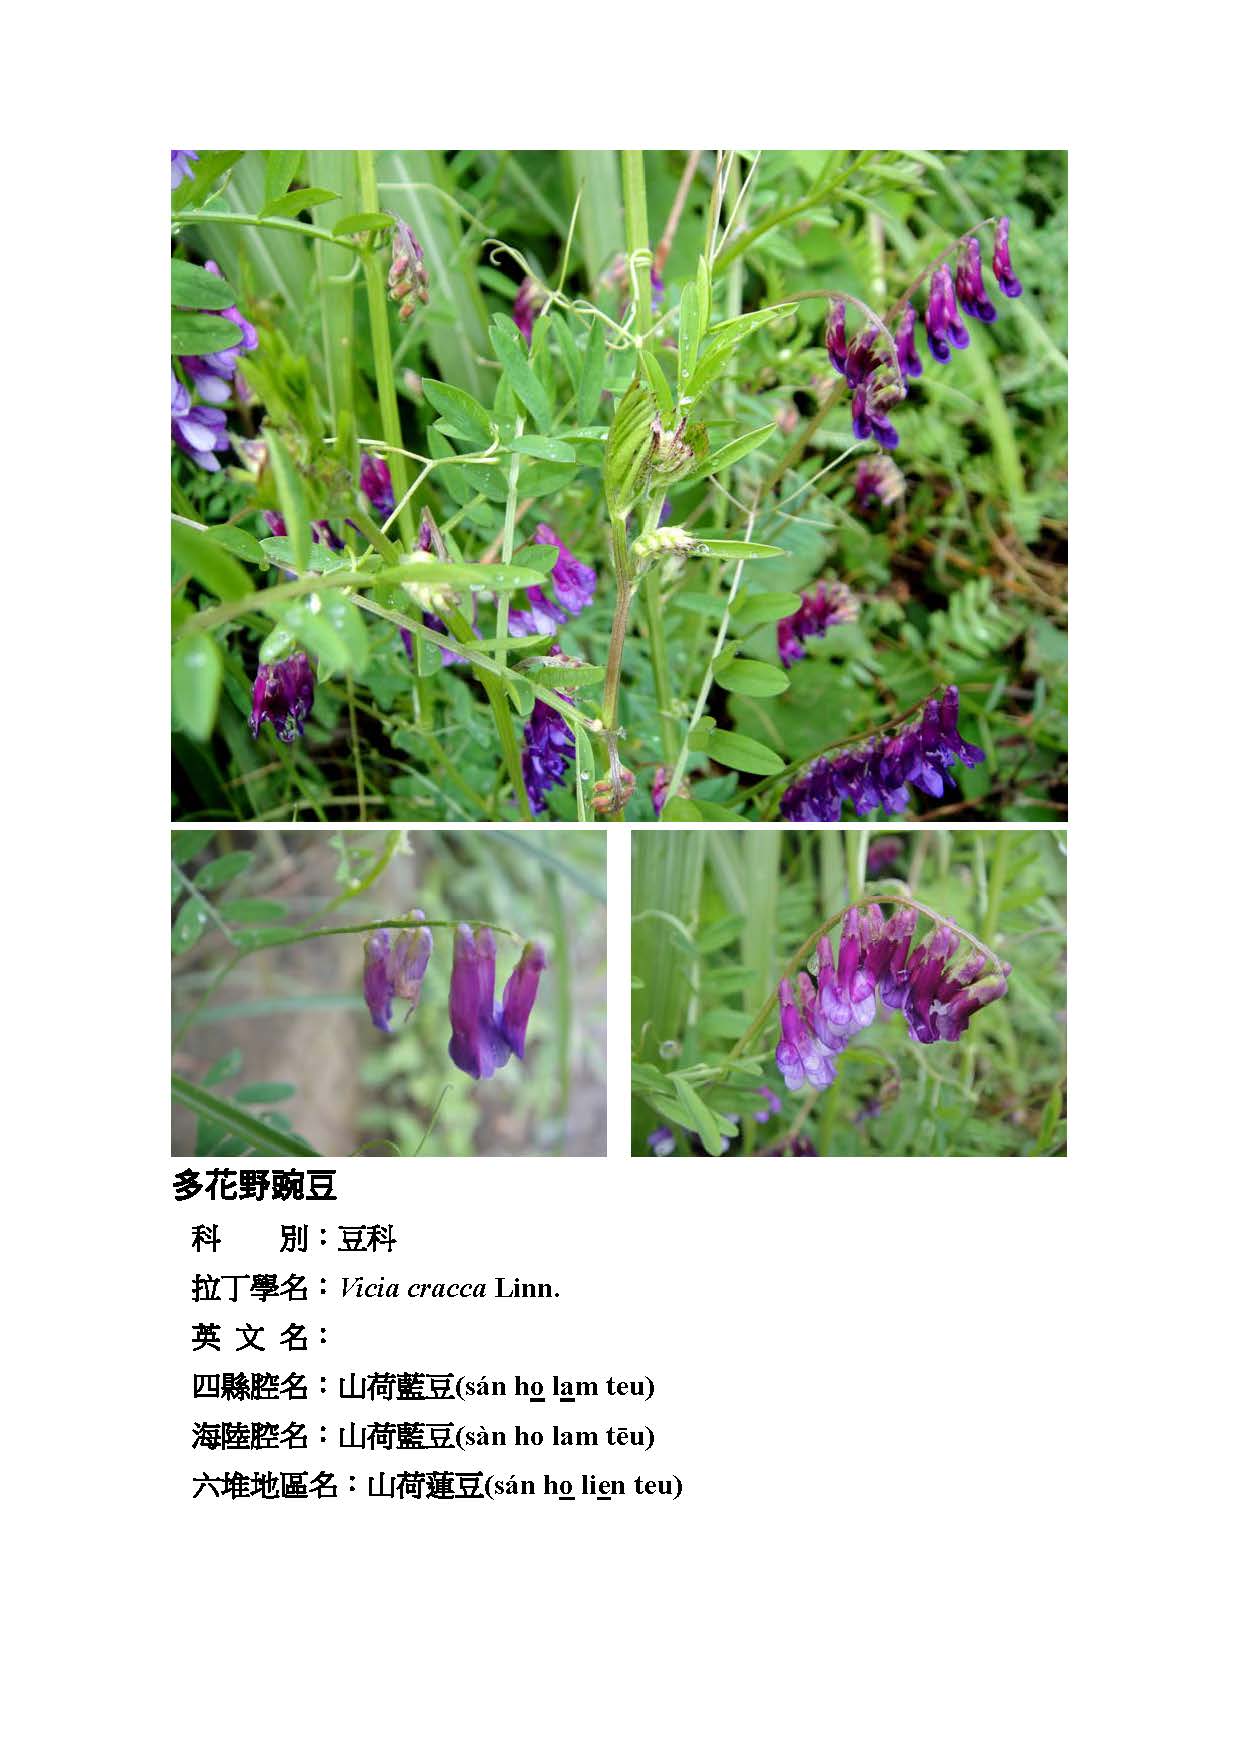 多花野豌豆
科　　別：豆科
拉丁學名：Vicia cracca Linn.
英 文 名：
四縣腔名：山荷藍豆(sán ho̲ la̲m teu)
海陸腔名：山荷藍豆(sàn ho lam tēu)
六堆地區名：山荷蓮豆(sán ho̲ lie̲n teu)